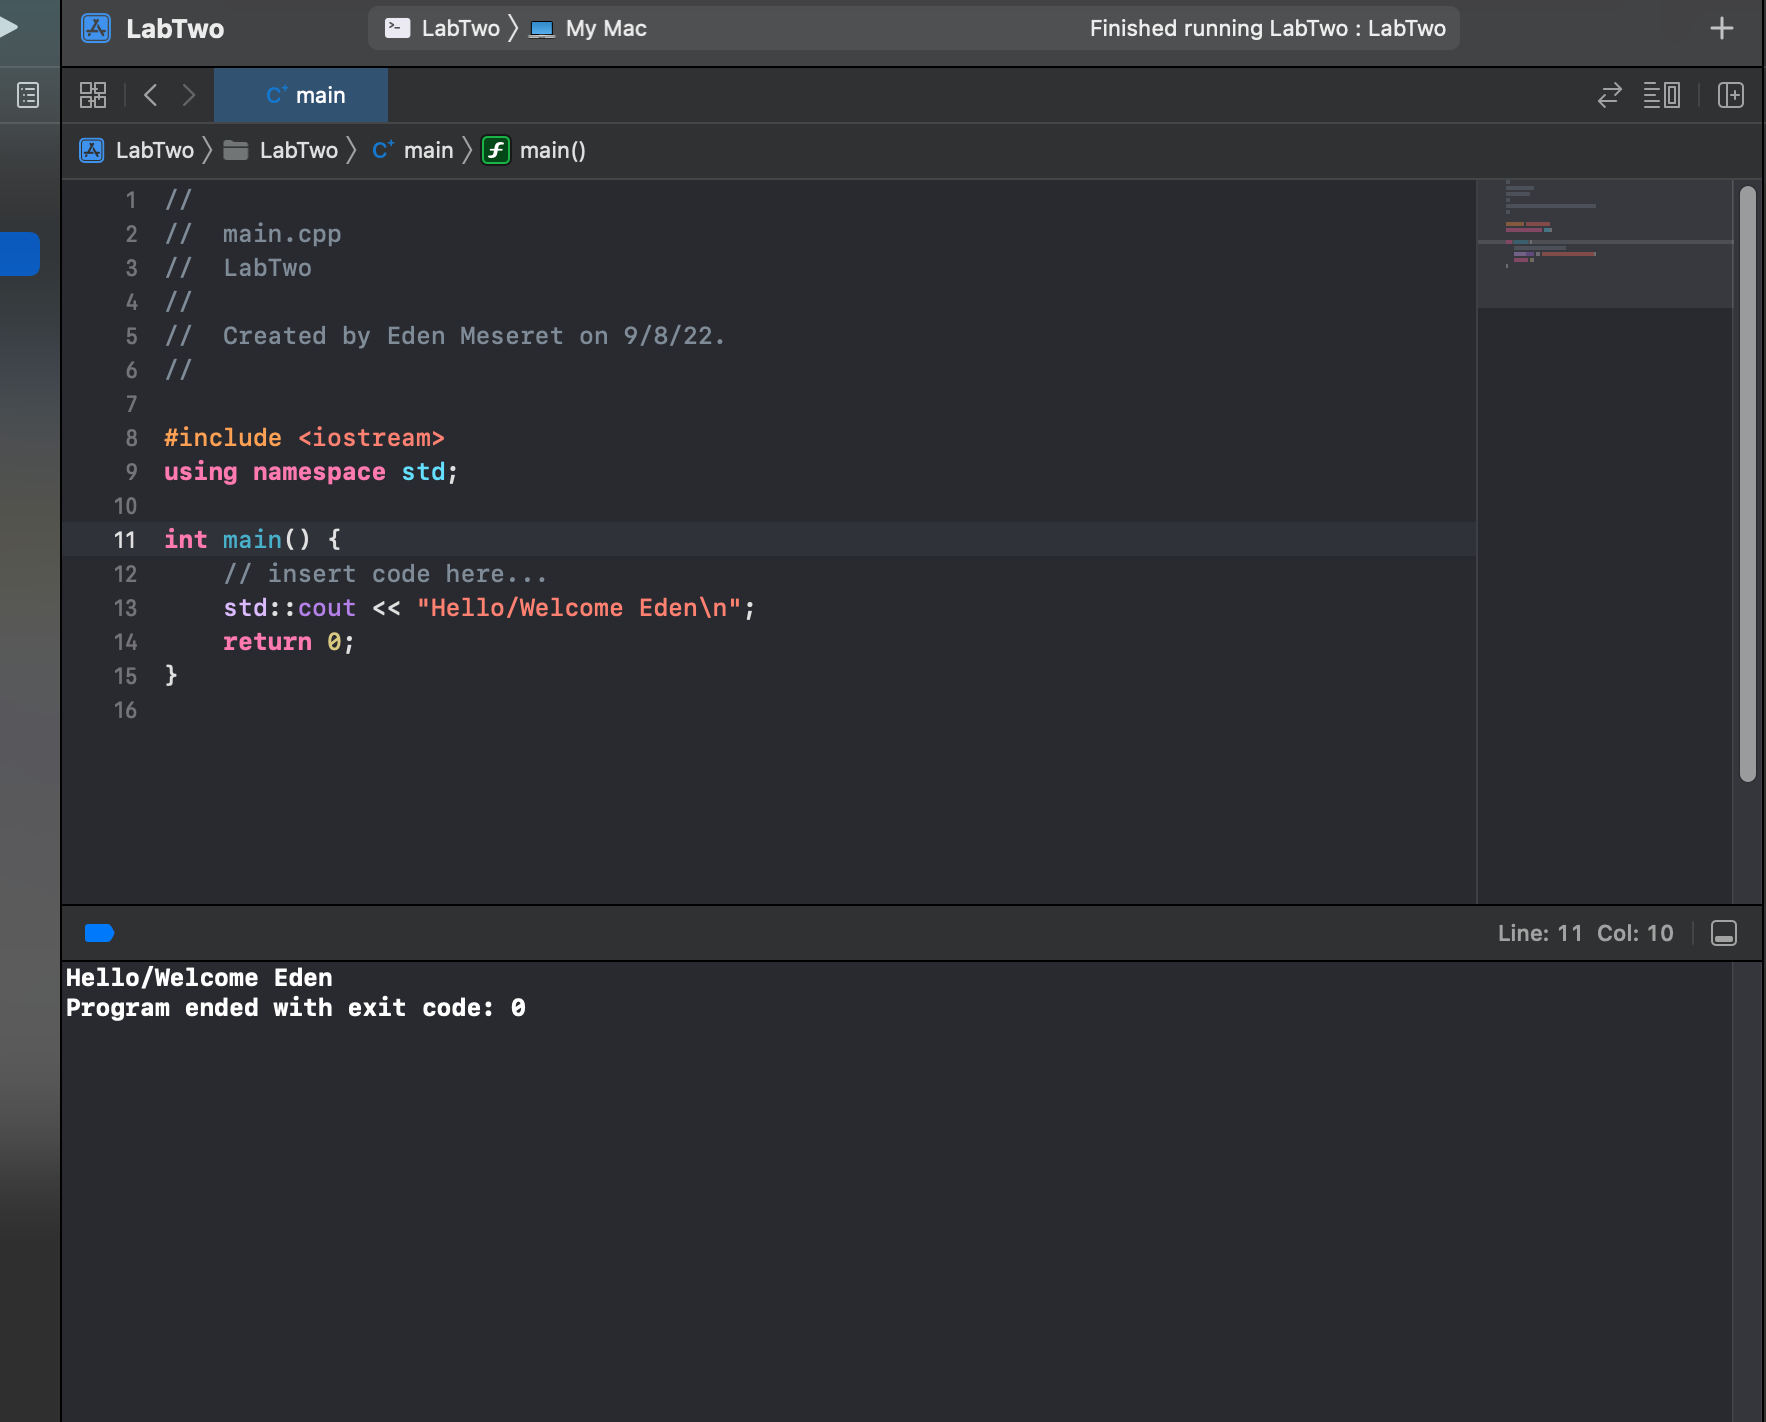 LabTwo
LabTwo 〉 My Mac
Finished running LabTwo : LabTwo
main
LabTwo 〉 LabTwo 〉 main 〉 main()
1 //
2 //  main.cpp
3 //  LabTwo
4 //
5 //  Created by Eden Meseret on 9/8/22.
6 //
7
8 #include <iostream>
9 using namespace std;
10
11 int main() {
12     // insert code here...
13     std::cout << "Hello/Welcome Eden\n";
14     return 0;
15 }
16
Line: 11  Col: 10
Hello/Welcome Eden
Program ended with exit code: 0